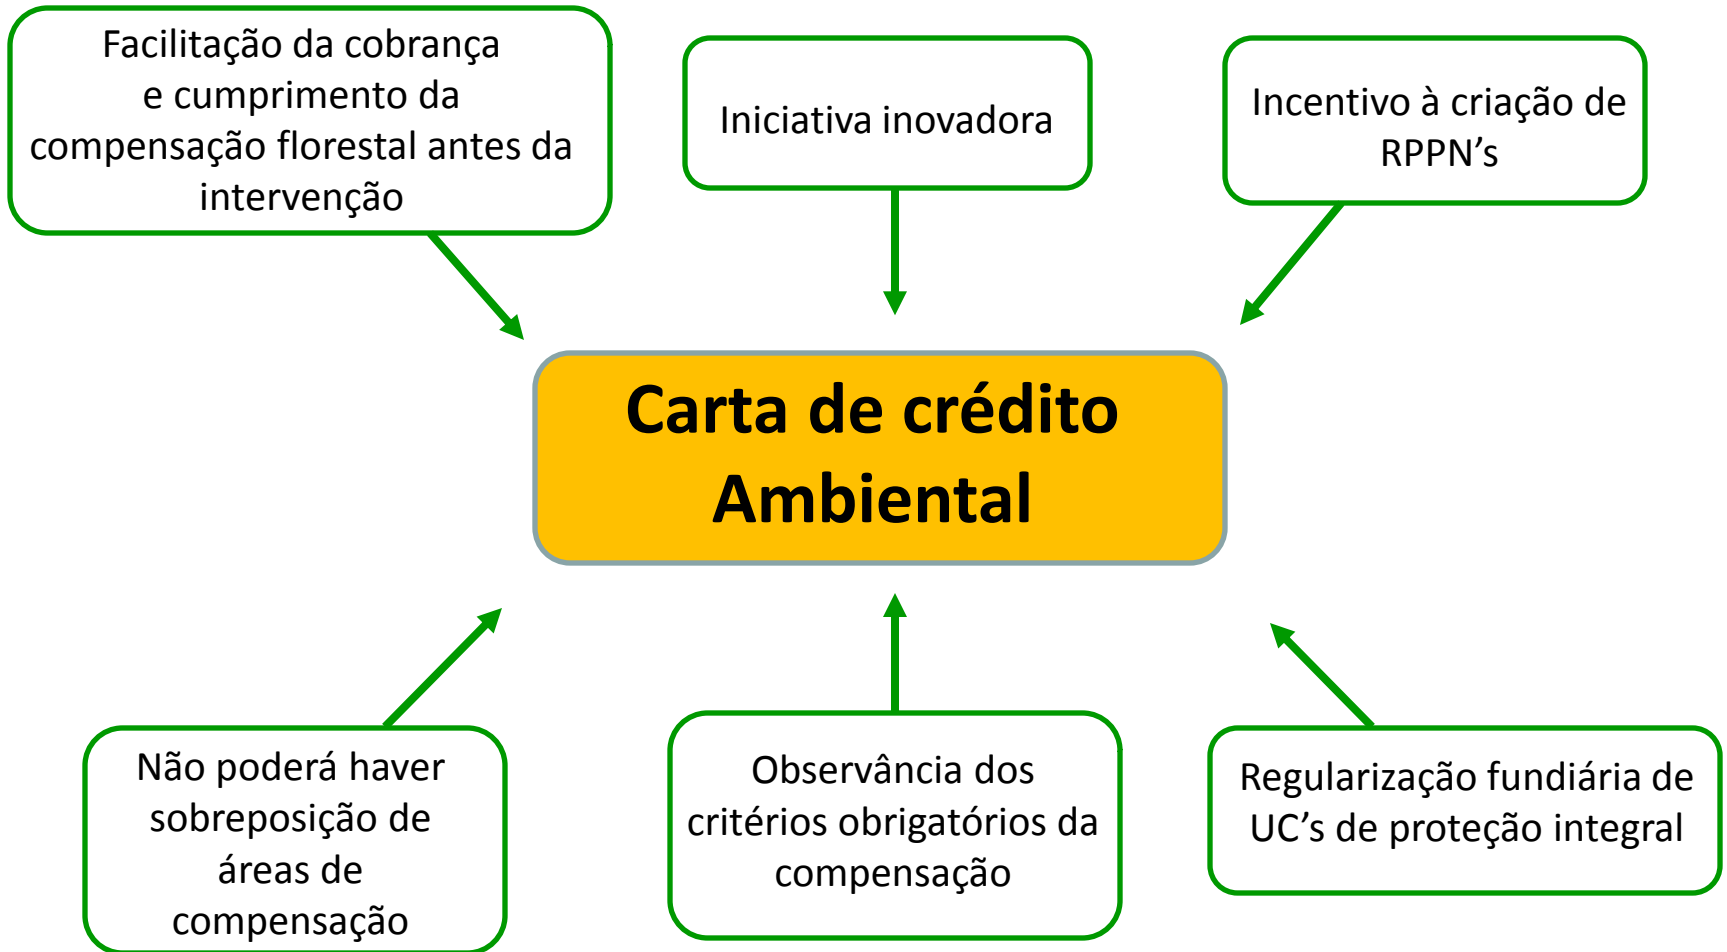 Facilitação da cobrança
e cumprimento da
compensação florestal antes da
intervenção
Iniciativa inovadora
Incentivo à criação de
RPPN’s
Carta de crédito
Ambiental
Não poderá haver
sobreposição de
áreas de
compensação
Observância dos
critérios obrigatórios da
compensação
Regularização fundiária de
UC’s de proteção integral